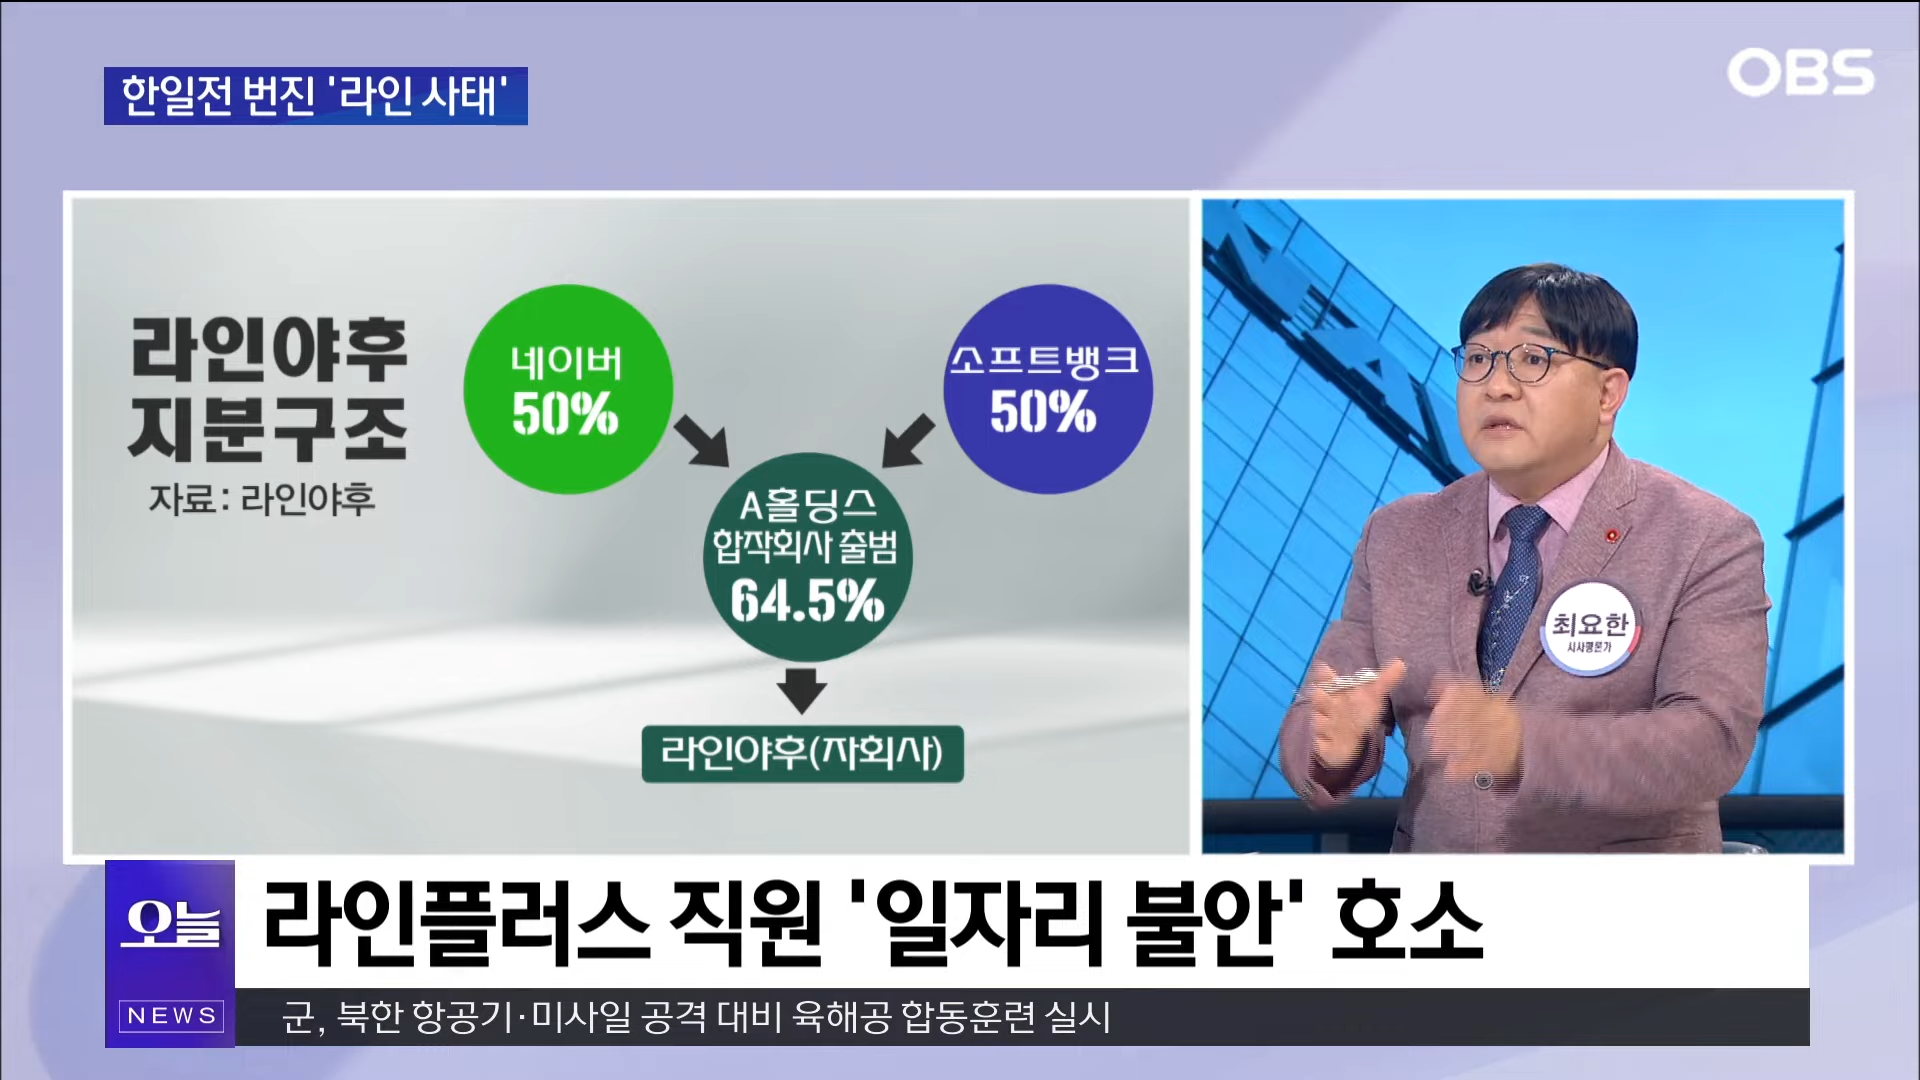 한일전 번진 '라인 사태'
OBS
라인야후
지분구조
자료 : 라인야후
네이버
50%
소프트뱅크
50%
A홀딩스
합작회사 출범
64.5%
라인야후(자회사)
최요한
시사평론가
오늘
NEWS
라인플러스 직원 '일자리 불안' 호소
군, 북한 항공기·미사일 공격 대비 육해공 합동훈련 실시